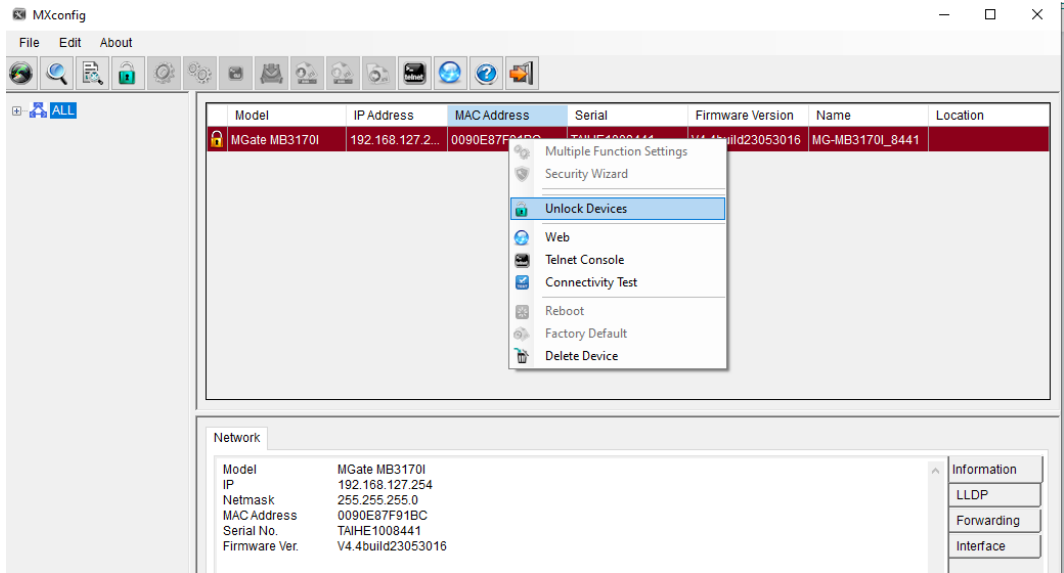 MXconfig
File Edit About
ALL
Model IP Address MAC Address Serial Firmware Version Name Location
MGate MB3170I 192.168.127.2... MG-MB3170I_8441
Multiple Function Settings
Security Wizard
Unlock Devices
Web
Telnet Console
Connectivity Test
Reboot
Factory Default
Delete Device
Network
Model MGate MB3170I
IP 192.168.127.254
Netmask 255.255.255.0
MAC Address 0090E87F91BC
Serial No. TAIHE1008441
Firmware Ver. V4.4build23053016
Information
LLDP
Forwarding
Interface